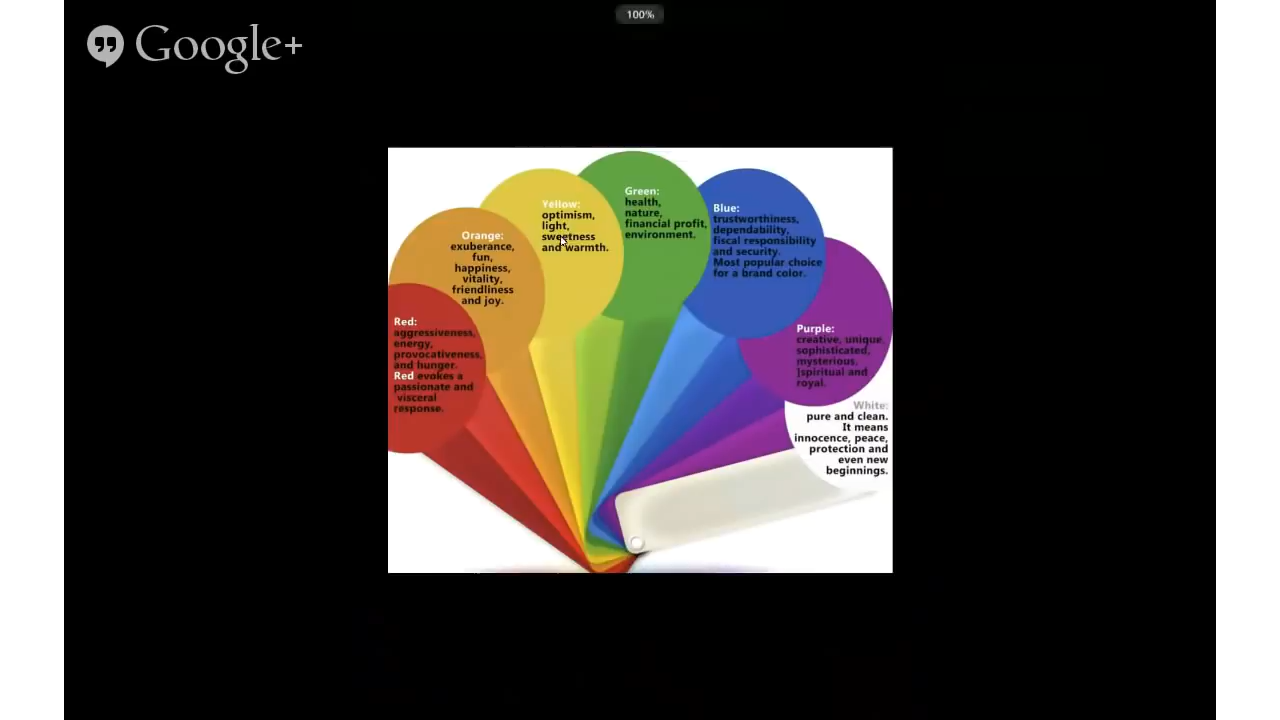 100%
Google+
Red:
aggressiveness,
energy,
provocativeness,
and hunger.
Red evokes a
passionate and
visceral
response.
Orange:
exuberance,
fun,
happiness,
vitality,
friendliness
and joy.
Yellow:
optimism,
light,
sweetness
and warmth.
Green:
health,
nature,
financial profit,
environment.
Blue:
trustworthiness,
dependability,
fiscal responsibility
and security.
Most popular choice
for a brand color.
Purple:
creative, unique,
sophisticated,
mysterious,
]spiritual and
royal.
White:
pure and clean.
It means
innocence, peace,
protection and
even new
beginnings.